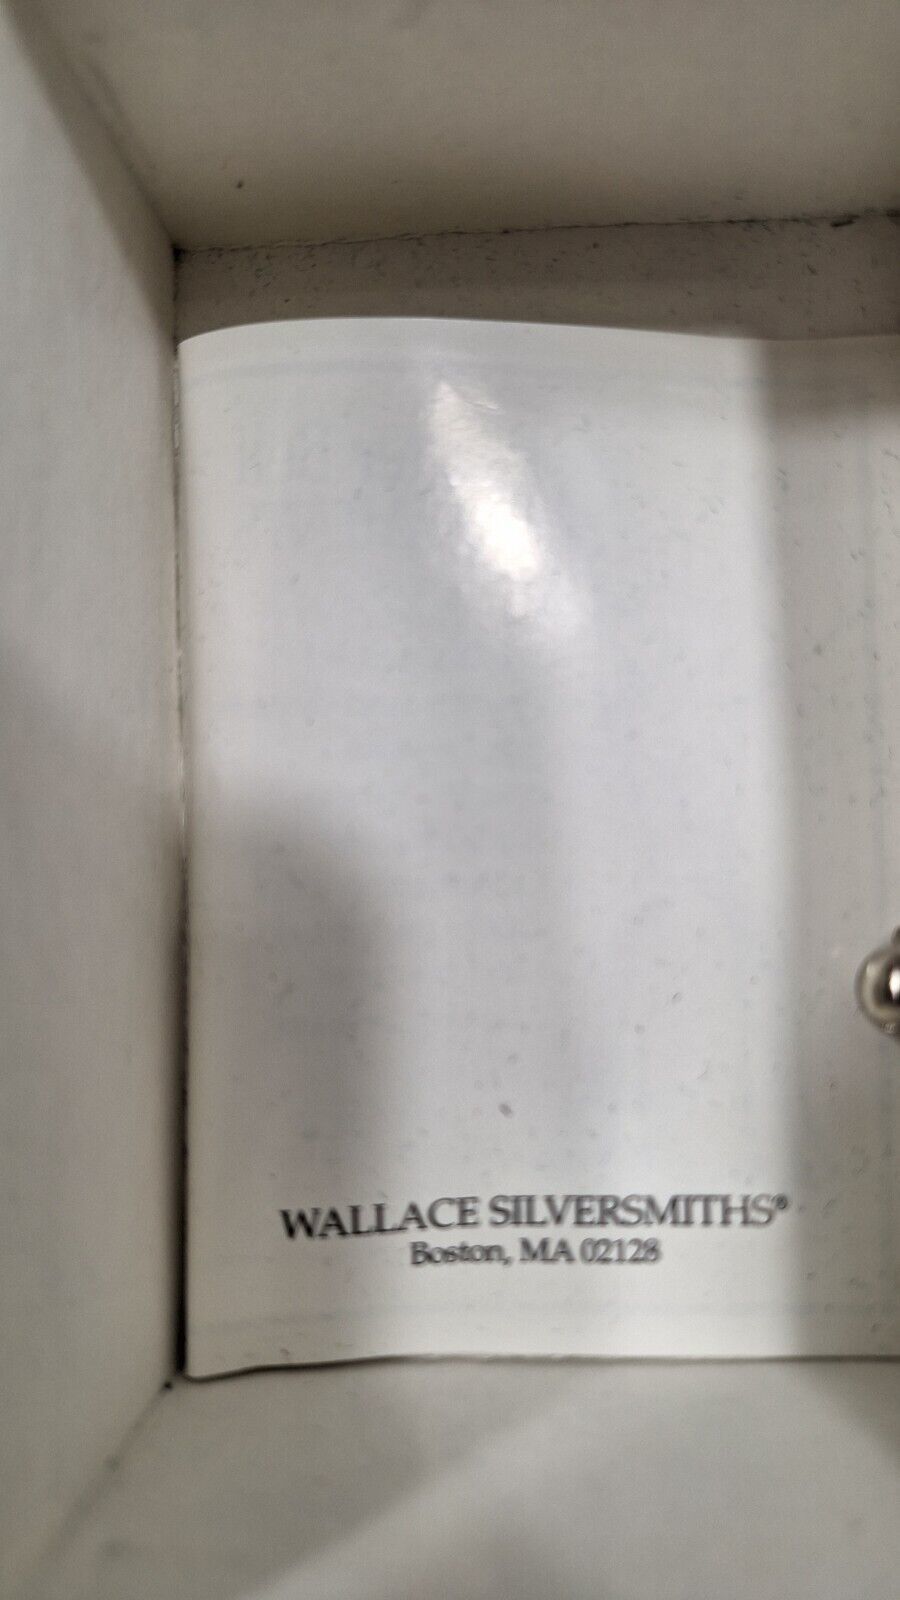 WALLACE SILVERSMITHS®
Boston, MA 02128